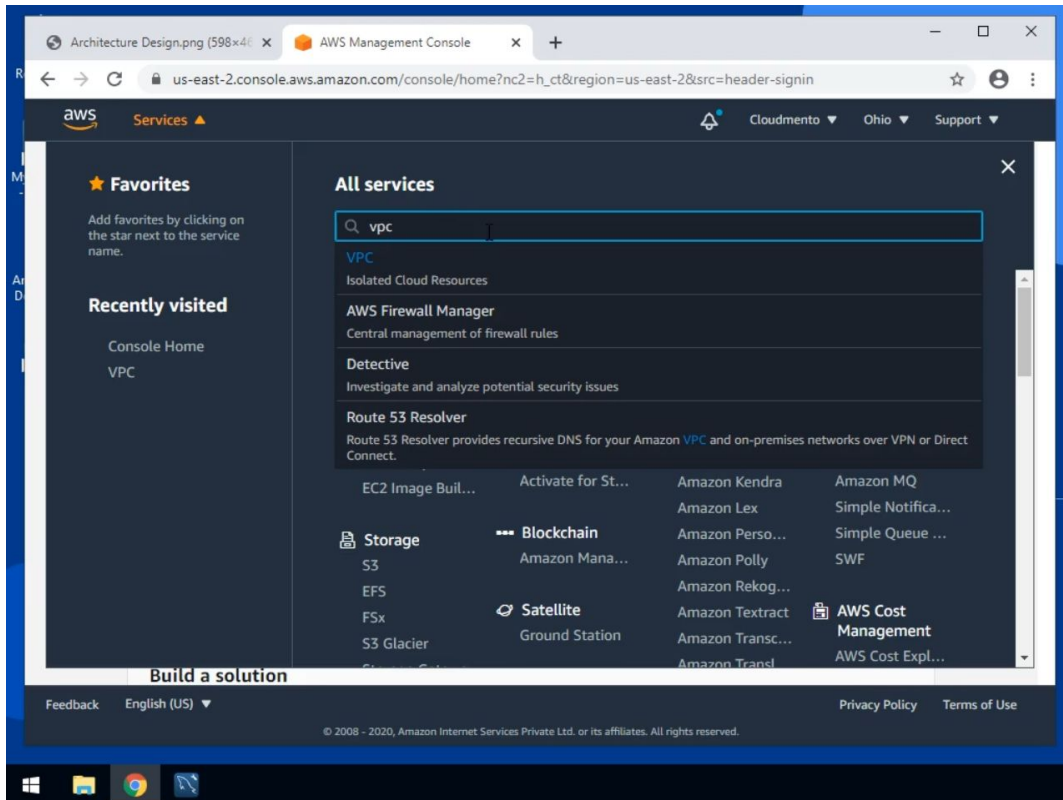 Architecture Design.png (598×46
AWS Management Console
us-east-2.console.aws.amazon.com/console/home?nc2=h_ct&region=us-east-2&src=header-signin
aws
Services
Cloudmento
Ohio
Support
Favorites
Add favorites by clicking on
the star next to the service
name.
Recently visited
Console Home
VPC
All services
vpc
VPC
Isolated Cloud Resources
AWS Firewall Manager
Central management of firewall rules
Detective
Investigate and analyze potential security issues
Route 53 Resolver
Route 53 Resolver provides recursive DNS for your Amazon VPC and on-premises networks over VPN or Direct
Connect.
EC2 Image Buil...
Storage
S3
EFS
FSx
S3 Glacier
Activate for St...
Blockchain
Amazon Mana...
Satellite
Ground Station
Amazon Kendra
Amazon Lex
Amazon Perso...
Amazon Polly
Amazon Rekog...
Amazon Textract
Amazon Transc...
Amazon Transl
Amazon MQ
Simple Notifica...
Simple Queue ...
SWF
AWS Cost
Management
AWS Cost Expl...
Build a solution
Feedback
English (US)
Privacy Policy
Terms of Use
© 2008 - 2020, Amazon Internet Services Private Ltd. or its affiliates. All rights reserved.